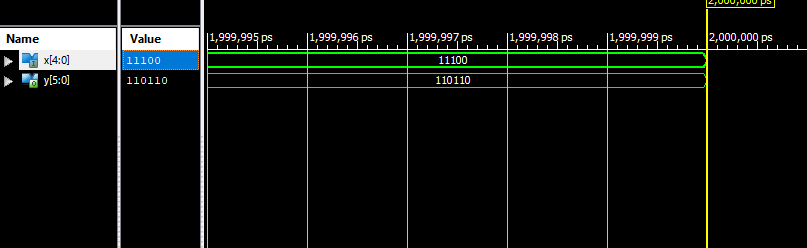 2,000,000 ps
Name Value 1,999,995 ps 1,999,996 ps 1,999,997 ps 1,999,998 ps 1,999,999 ps 2,000,000 ps
x[4:0] 11100 11100
y[5:0] 110110 110110